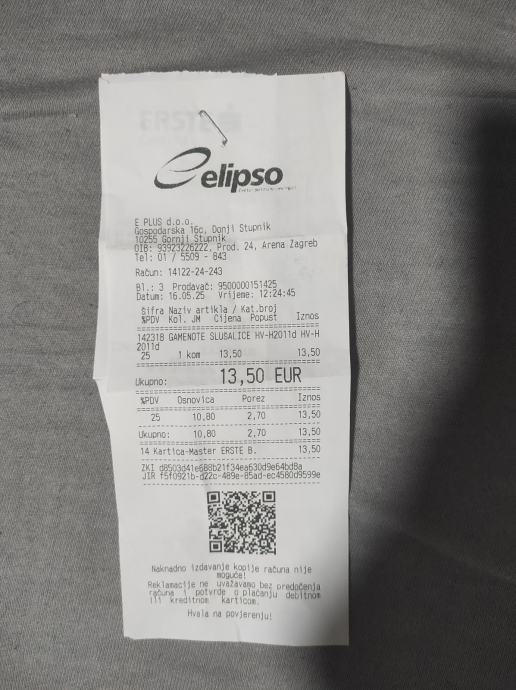 elipso
E PLUS d.o.o.
Gospodarska 16c, Donji Stupnik
10255 Gornji Stupnik
OIB: 93923226222, Prod. 24, Arena Zagreb
Tel: 01 / 5509 - 843
Račun: 14122-24-243
Bl.: 3 Prodavač: 9500000151425
Datum: 16.05.25 Vrijeme: 12:24:45
Šifra Naziv artikla / Kat.broj
%PDV Kol. JM Cijena Popust Iznos
142318 GAMENOTE SLUŠALICE HV-H2011d HV-H
2011d
25 1 kom 13,50 13,50
Ukupno: 13,50 EUR
%PDV Osnovica Porez Iznos
25 10,80 2,70 13,50
Ukupno: 10,80 2,70 13,50
14 Kartica-Master ERSTE B. 13,50
ZKI d8503d41e688b21f34ea630d9e64bd8a
JIR f5f0921b-d22c-489e-85ad-ec4580d9599e
Naknadno izdavanje kopije računa nije
moguće!
Reklamacije ne uvažavamo bez predočenja
računa i potvrde o plaćanju debitnom
ili kreditnom karticom.
Hvala na povjerenju!